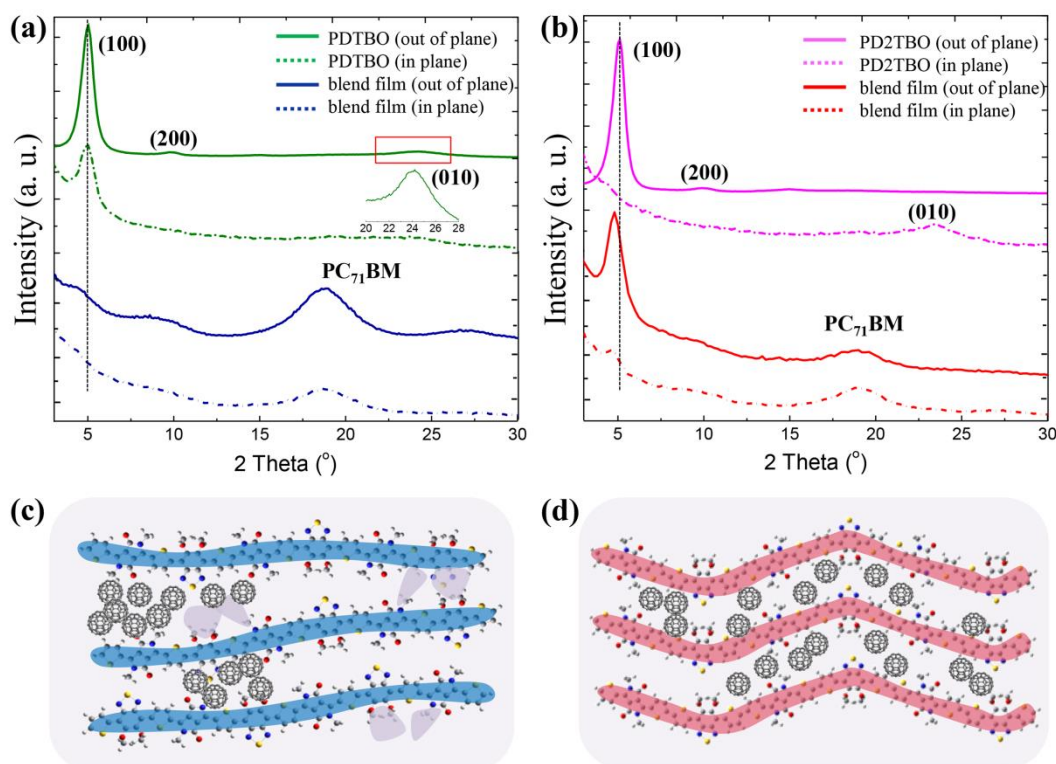 (a)
(100)
PDTBO (out of plane)
PDTBO (in plane)
blend film (out of plane)
blend film (in plane)
(200)
(010)
20 22 24 26 28
PC71BM
Intensity (a. u.)
5 10 15 20 25 30
2 Theta (°)
(b)
(100)
PD2TBO (out of plane)
PD2TBO (in plane)
blend film (out of plane)
blend film (in plane)
(200)
(010)
PC71BM
Intensity (a. u.)
5 10 15 20 25 30
2 Theta (°)
(c)
(d)